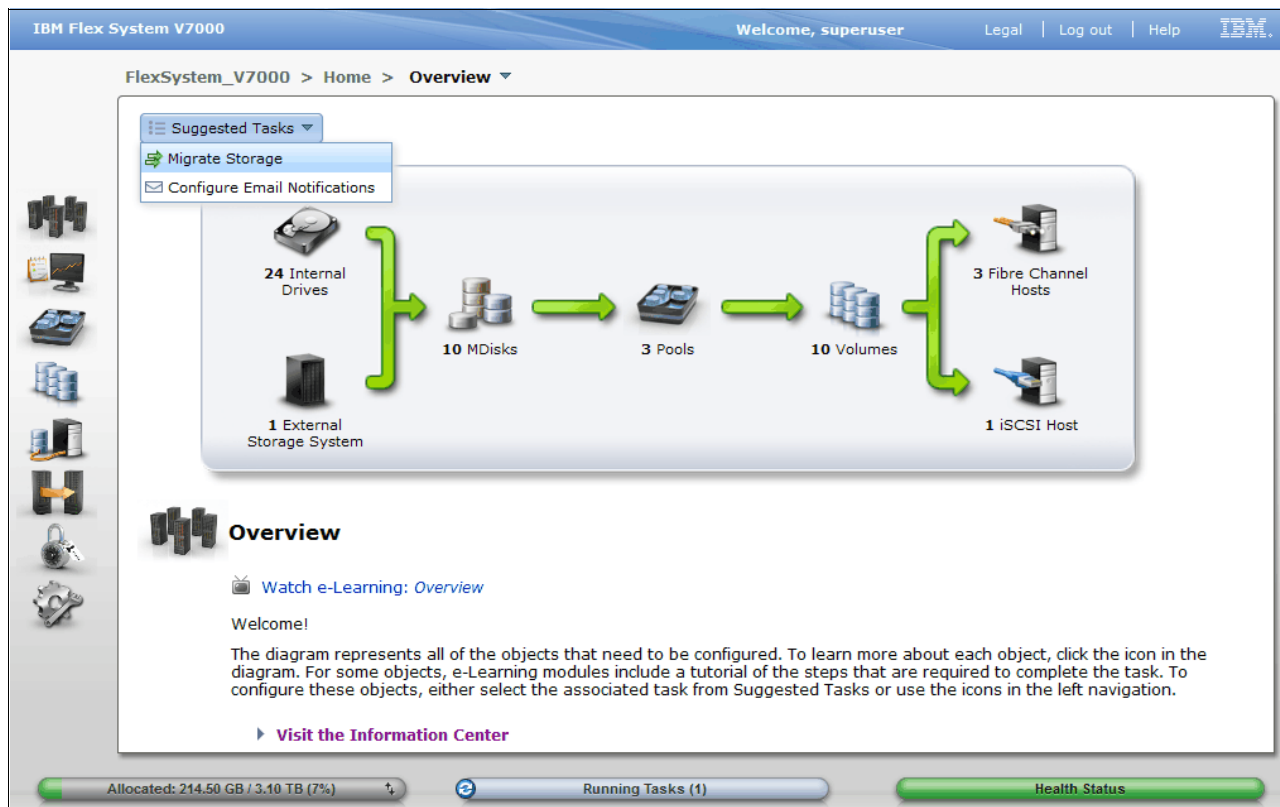 IBM Flex System V7000
Welcome, superuser
Legal | Log out | Help
IBM.
FlexSystem_V7000 > Home > Overview
Suggested Tasks
Migrate Storage
Configure Email Notifications
24 Internal
Drives
1 External
Storage System
10 MDisks
3 Pools
10 Volumes
3 Fibre Channel
Hosts
1 iSCSI Host
Overview
Watch e-Learning: Overview
Welcome!
The diagram represents all of the objects that need to be configured. To learn more about each object, click the icon in the
diagram. For some objects, e-Learning modules include a tutorial of the steps that are required to complete the task. To
configure these objects, either select the associated task from Suggested Tasks or use the icons in the left navigation.
Visit the Information Center
Allocated: 214.50 GB / 3.10 TB (7%)
Running Tasks (1)
Health Status